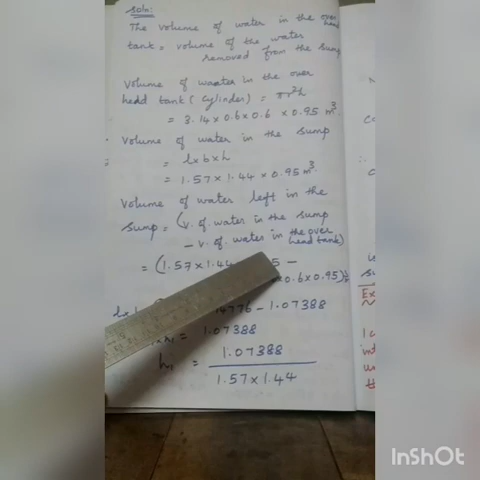 Soln:
The volume of water in the over head
tank = volume of the water
removed from the sump
Volume of water in the over
head tank (cylinder) = πr²h
= 3.14 × 0.6 × 0.6 × 0.95 m³.
Volume of water in the sump
= l × b × h
= 1.57 × 1.44 × 0.95 m³.
Volume of water left in the
sump = (v. of. water in the sump
– v. of. water in the over head tank)
= (1.57 × 1.44 5 –
× 0.6 × 0.95)
4776 – 1.07388
= 1.07388
h = 1.07388
1.57 × 1.44
Ex
InShOt